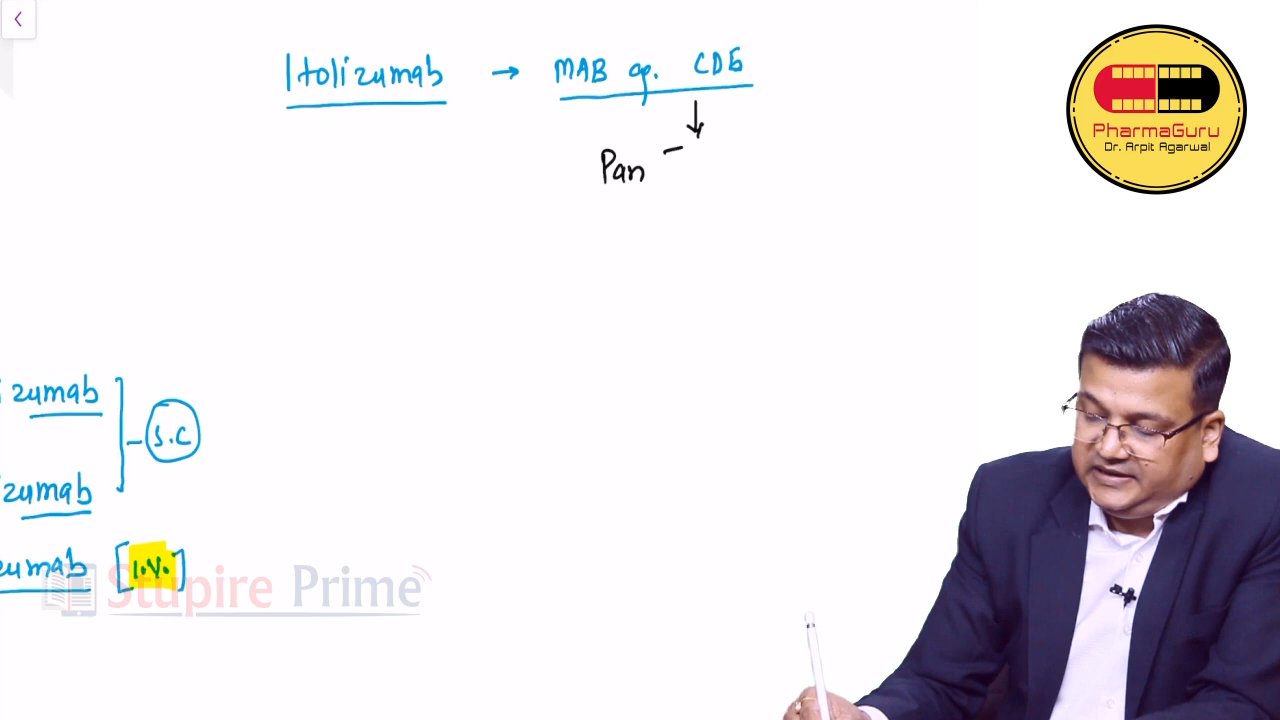 Itolizumab → MAB ag. CD6
Pan -
PharmaGuru
Dr. Arpit Agarwal
zumab
S.C
zumab
zumab [I.V.]
Stupire Prime